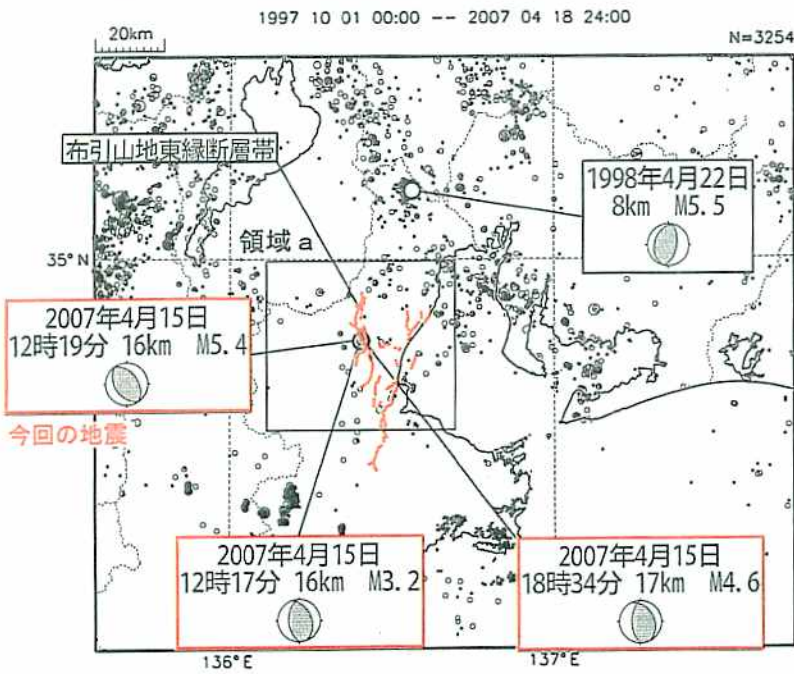 1997 10 01 00:00 -- 2007 04 18 24:00
20km
N=3254
布引山地東縁断層帯
1998年4月22日
8km M5.5
領域a
35°N
2007年4月15日
12時19分 16km M5.4
今回の地震
2007年4月15日
12時17分 16km M3.2
2007年4月15日
18時34分 17km M4.6
136°E
137°E